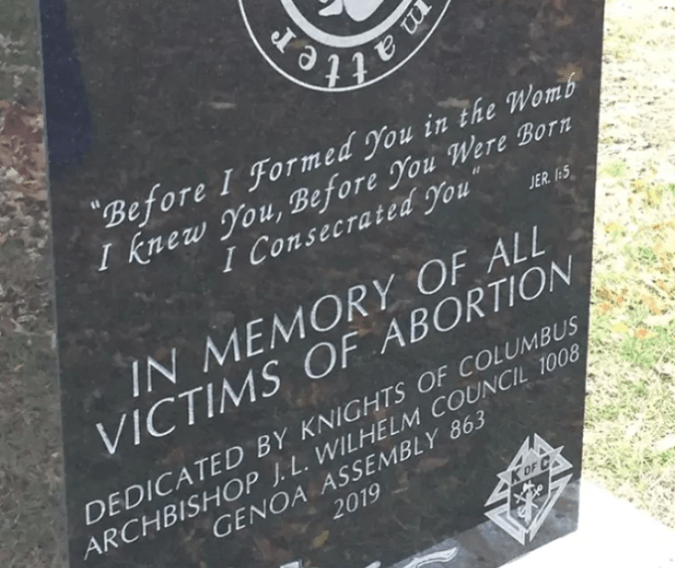 matter
"Before I Formed You in the Womb
I knew You, Before You Were Born
I Consecrated You"
JER. 1:5
IN MEMORY OF ALL
VICTIMS OF ABORTION
DEDICATED BY KNIGHTS OF COLUMBUS
ARCHBISHOP J.L. WILHELM COUNCIL 1008
GENOA ASSEMBLY 863
2019
K OF C